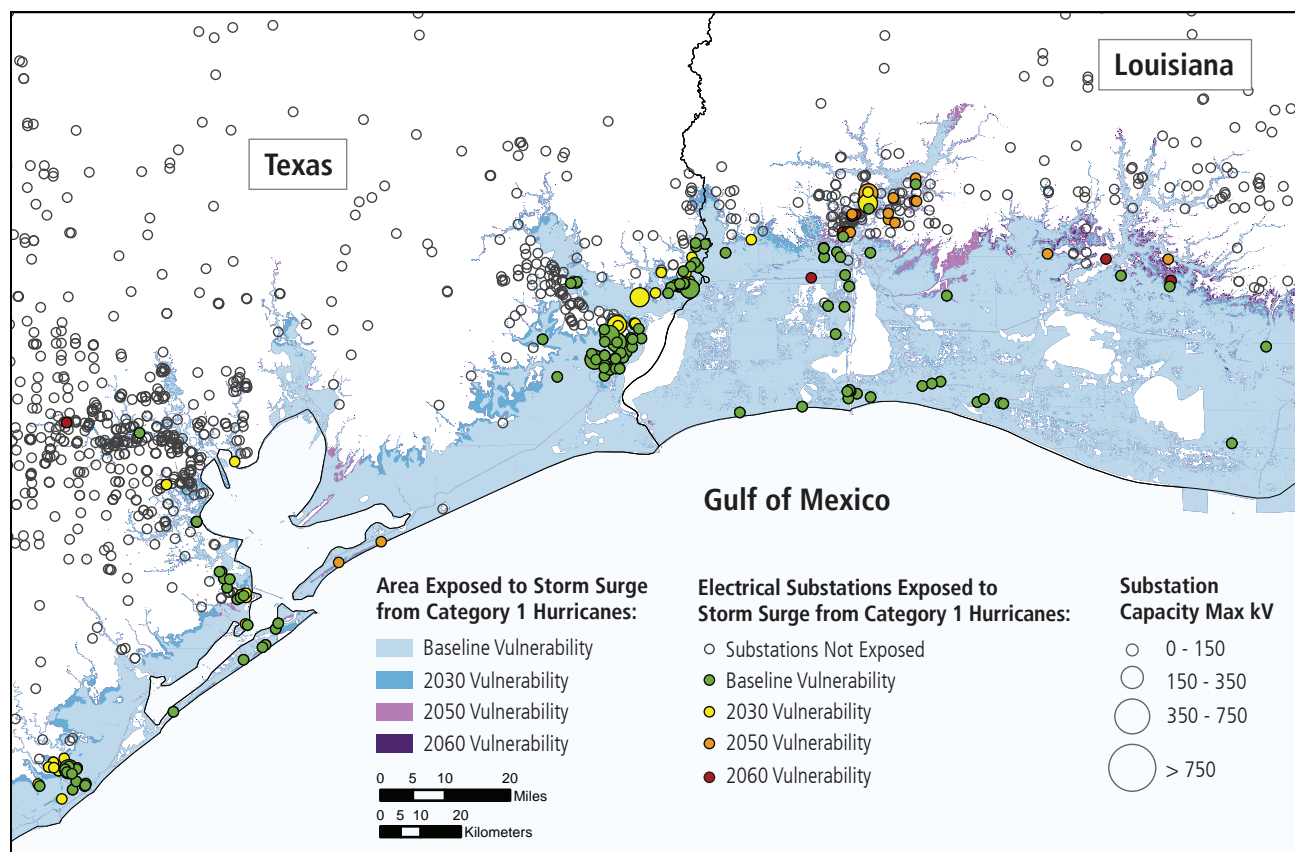 Louisiana
Texas
Gulf of Mexico
Area Exposed to Storm Surge
from Category 1 Hurricanes:
Baseline Vulnerability
2030 Vulnerability
2050 Vulnerability
2060 Vulnerability
0 5 10 20
Miles
0 5 10 20
Kilometers
Electrical Substations Exposed to
Storm Surge from Category 1 Hurricanes:
Substations Not Exposed
Baseline Vulnerability
2030 Vulnerability
2050 Vulnerability
2060 Vulnerability
Substation
Capacity Max kV
0 - 150
150 - 350
350 - 750
> 750